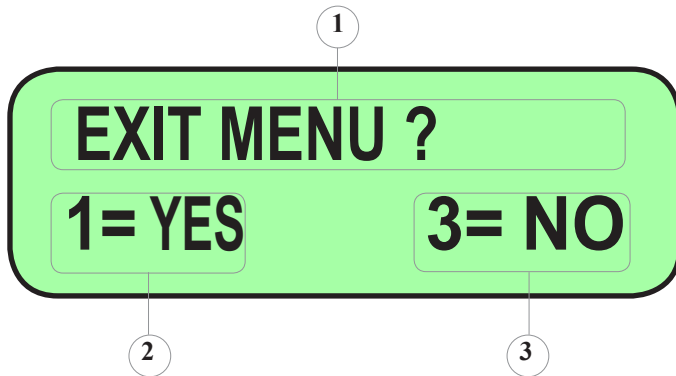 1
EXIT MENU ?
1= YES 3= NO
2 3